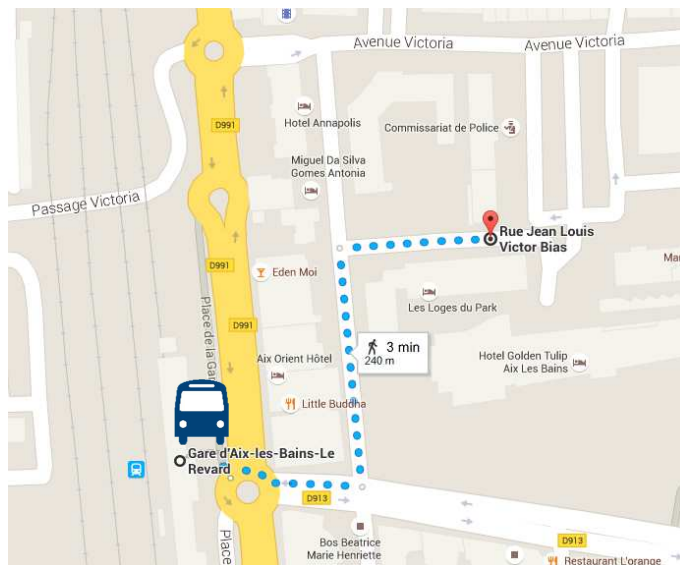 Avenue Victoria
Avenue Victoria
D991
Hotel Annapolis
Commissariat de Police
Miguel Da Silva
Gomes Antonia
Passage Victoria
Rue Jean Louis
Victor Bias
D991
Eden Moi
Mar
Les Loges du Park
Place de la Gare
D991
3 min
240 m
Aix Orient Hôtel
Hotel Golden Tulip
Aix Les Bains
Little Buddha
Gare d'Aix-les-Bains-Le
Revard
D913
Place
Bos Beatrice
Marie Henriette
D913
Restaurant L'orange